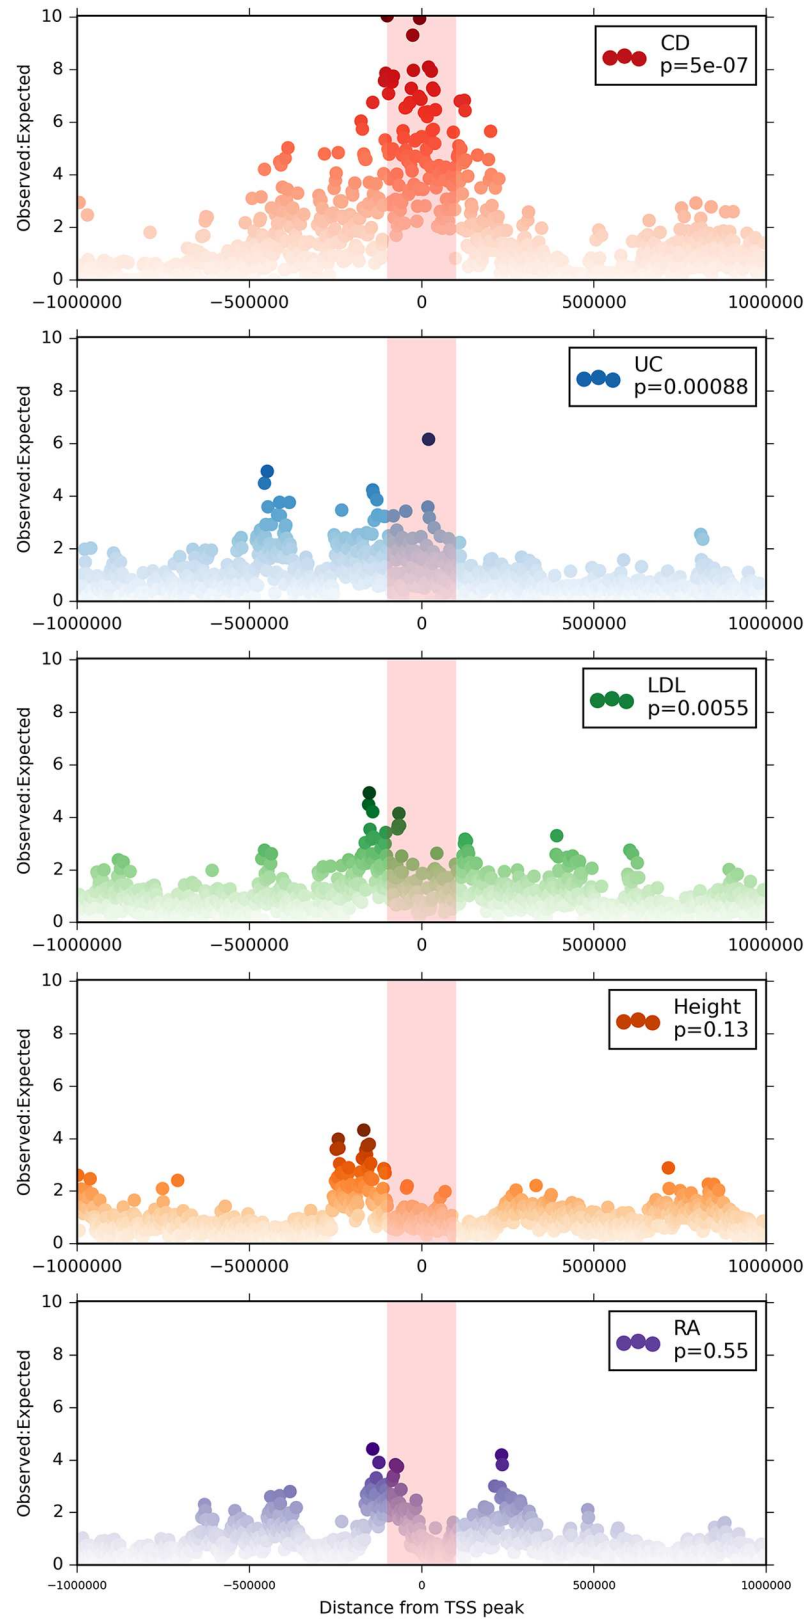 10
CD
p=5e-07
8
6
4
2
0
Observed:Expected
−1000000 −500000 0 500000 1000000
10
UC
p=0.00088
8
6
4
2
0
Observed:Expected
−1000000 −500000 0 500000 1000000
10
LDL
p=0.0055
8
6
4
2
0
Observed:Expected
−1000000 −500000 0 500000 1000000
10
Height
p=0.13
8
6
4
2
0
Observed:Expected
−1000000 −500000 0 500000 1000000
10
RA
p=0.55
8
6
4
2
0
Observed:Expected
−1000000 −500000 0 500000 1000000
Distance from TSS peak